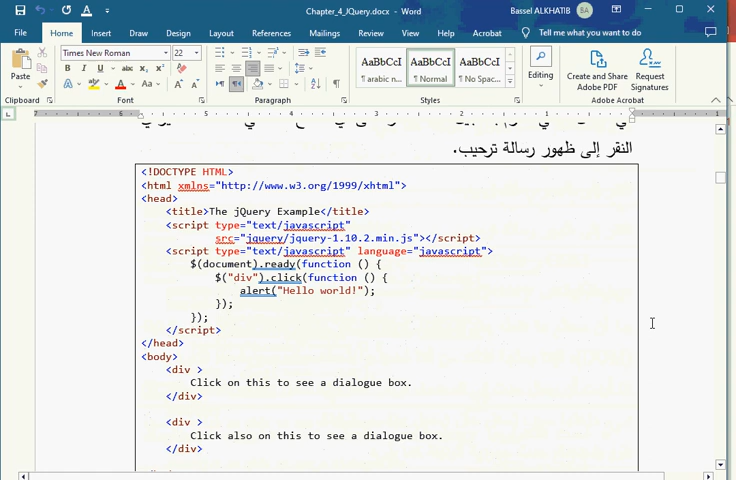 Chapter_4_JQuery.docx - Word
Bassel ALKHATIB
BA
File Home Insert Draw Design Layout References Mailings Review View Help Acrobat Tell me what you want to do
Times New Roman 22
Paste
Clipboard Font Paragraph Styles Adobe Acrobat
AaBbCcI AaBbCcI AaBbCcI
¶ arabic n... ¶ Normal ¶ No Spac...
Editing
Create and Share Adobe PDF
Request Signatures
النقر إلى ظهور رسالة ترحيب.
<!DOCTYPE HTML>
<html xmlns="http://www.w3.org/1999/xhtml">
<head>
<title>The jQuery Example</title>
<script type="text/javascript"
src="jquery/jquery-1.10.2.min.js"></script>
<script type="text/javascript" language="javascript">
$(document).ready(function () {
$("div").click(function () {
alert("Hello world!");
});
});
</script>
</head>
<body>
<div >
Click on this to see a dialogue box.
</div>
<div >
Click also on this to see a dialogue box.
</div>